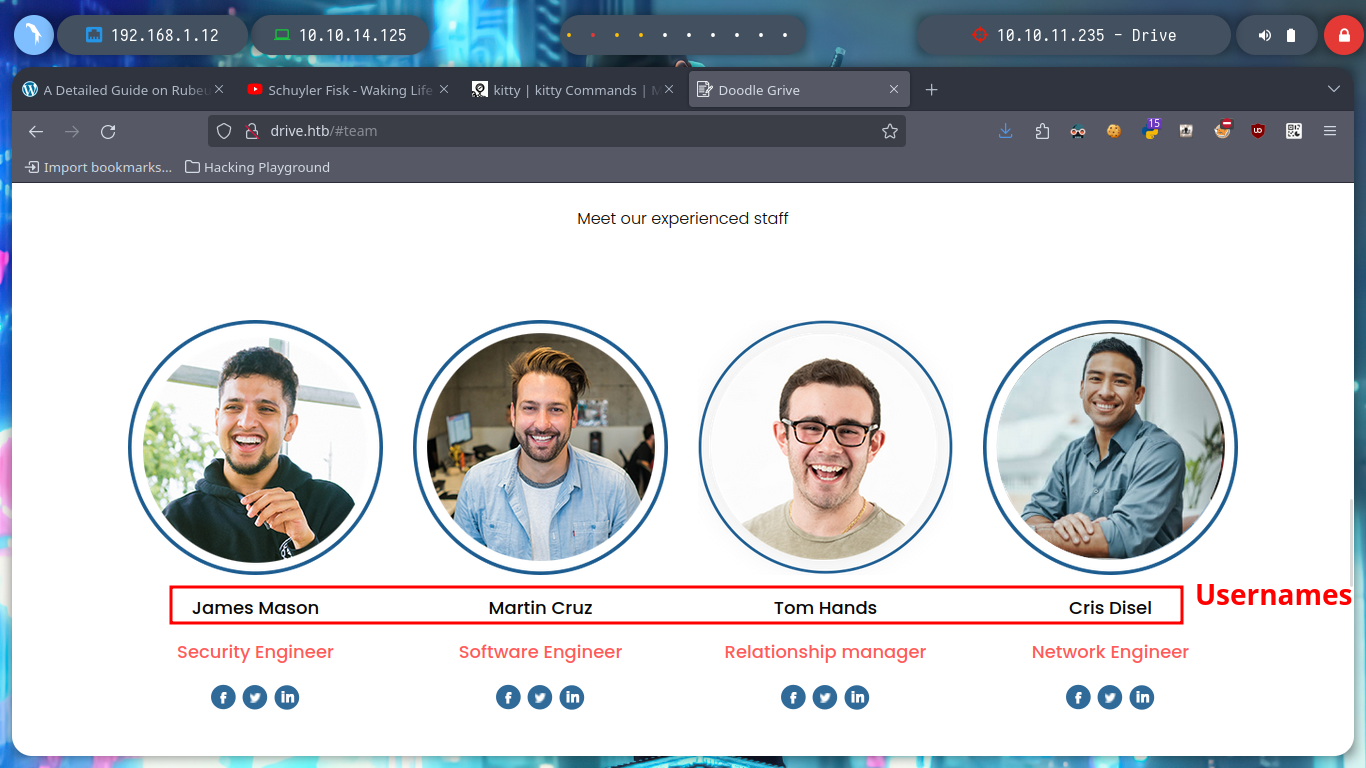 192.168.1.12
10.10.14.125
10.10.11.235 - Drive
A Detailed Guide on Rubeu
Schuyler Fisk - Waking Life
kitty | kitty Commands |
Doodle Grive
drive.htb/#team
15
UD
Import bookmarks...
Hacking Playground
Meet our experienced staff
James Mason
Martin Cruz
Tom Hands
Cris Disel
Usernames
Security Engineer
Software Engineer
Relationship manager
Network Engineer